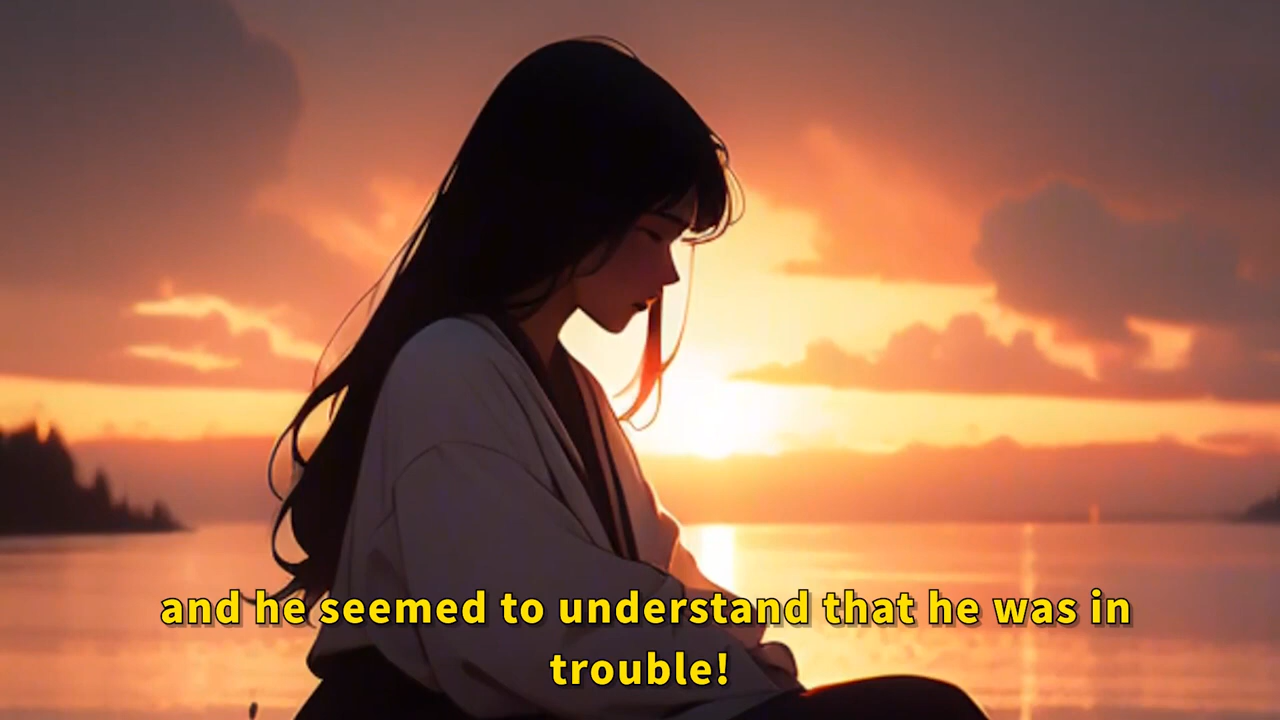 and he seemed to understand that he was in
trouble!